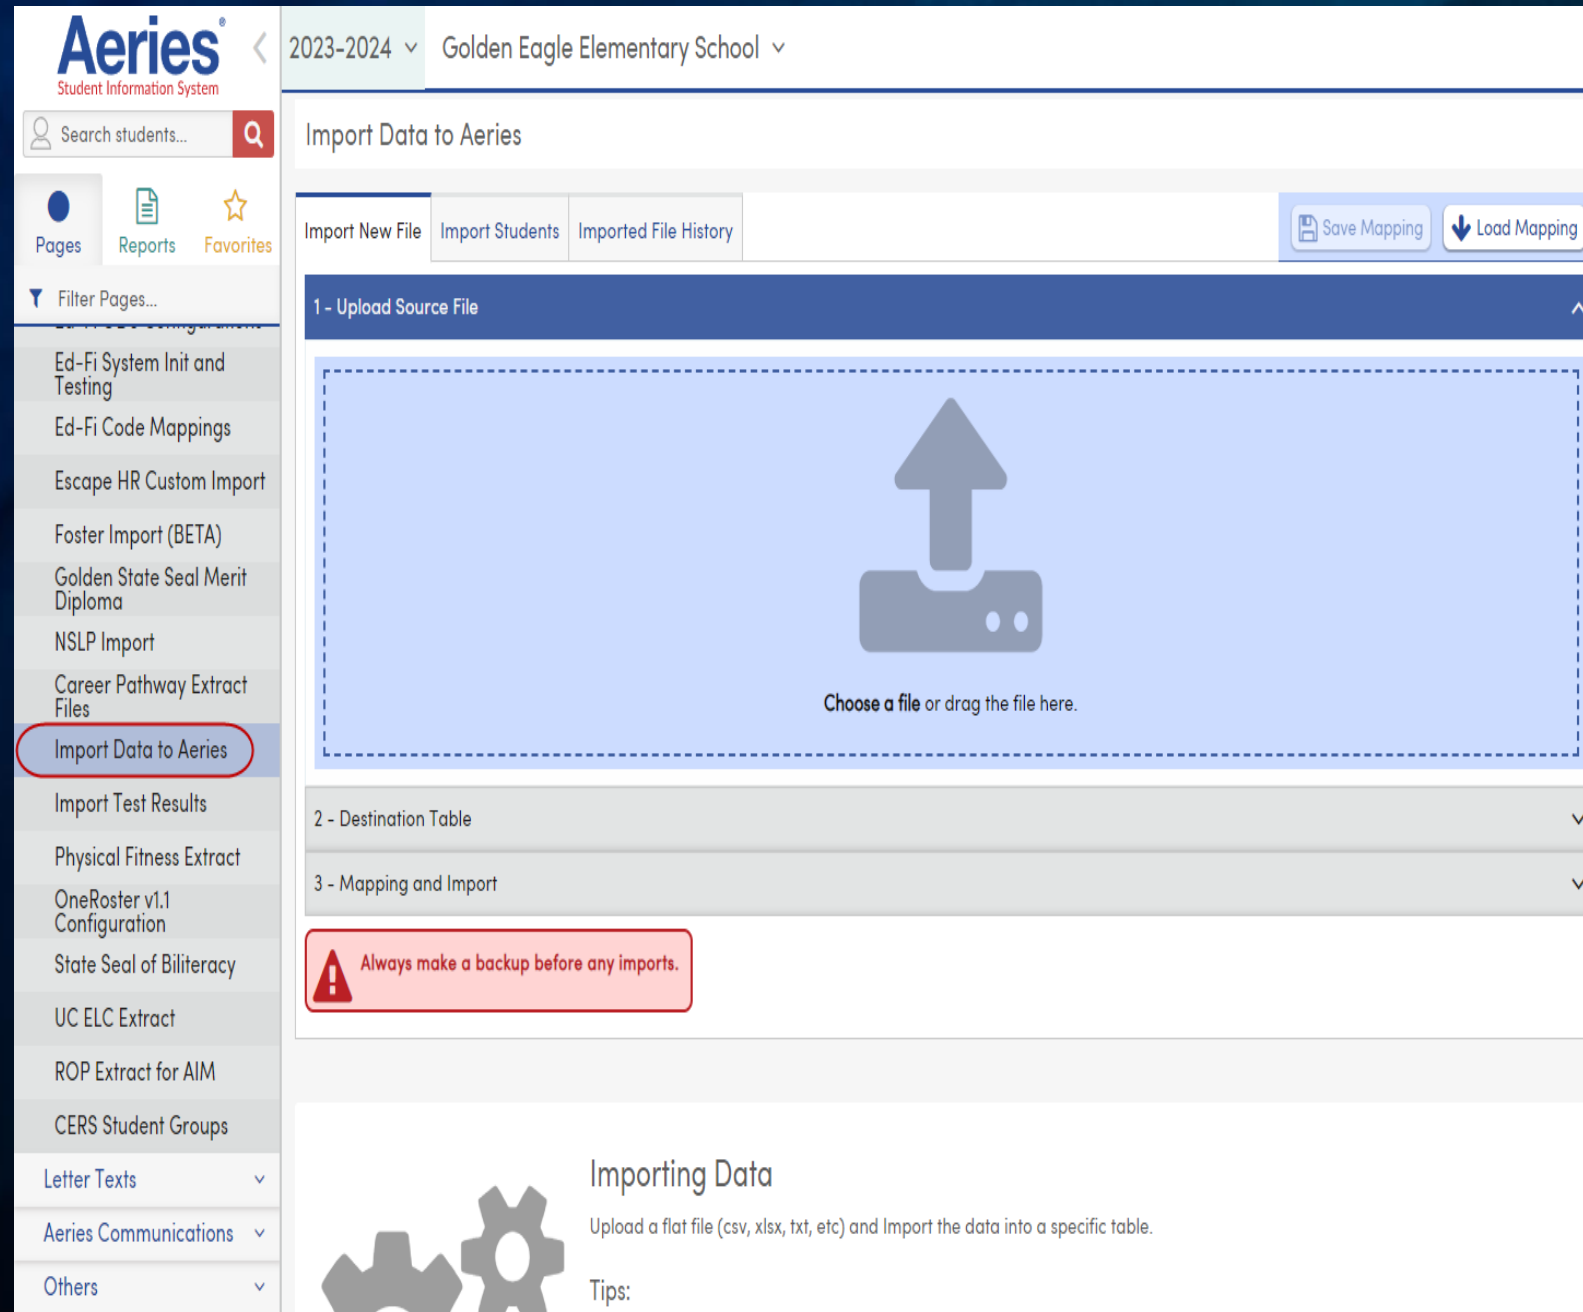 Aeries®
Student Information System
2023-2024
Golden Eagle Elementary School
Search students...
Import Data to Aeries
Pages
Reports
Favorites
Import New File
Import Students
Imported File History
Save Mapping
Load Mapping
Filter Pages...
1 - Upload Source File
Ed-Fi System Init and
Testing
Ed-Fi Code Mappings
Escape HR Custom Import
Foster Import (BETA)
Golden State Seal Merit
Diploma
NSLP Import
Career Pathway Extract
Files
Import Data to Aeries
Import Test Results
Physical Fitness Extract
OneRoster v1.1
Configuration
State Seal of Biliteracy
UC ELC Extract
ROP Extract for AIM
CERS Student Groups
Letter Texts
Aeries Communications
Others
Choose a file or drag the file here.
2 - Destination Table
3 - Mapping and Import
Always make a backup before any imports.
Importing Data
Upload a flat file (csv, xlsx, txt, etc) and Import the data into a specific table.
Tips: